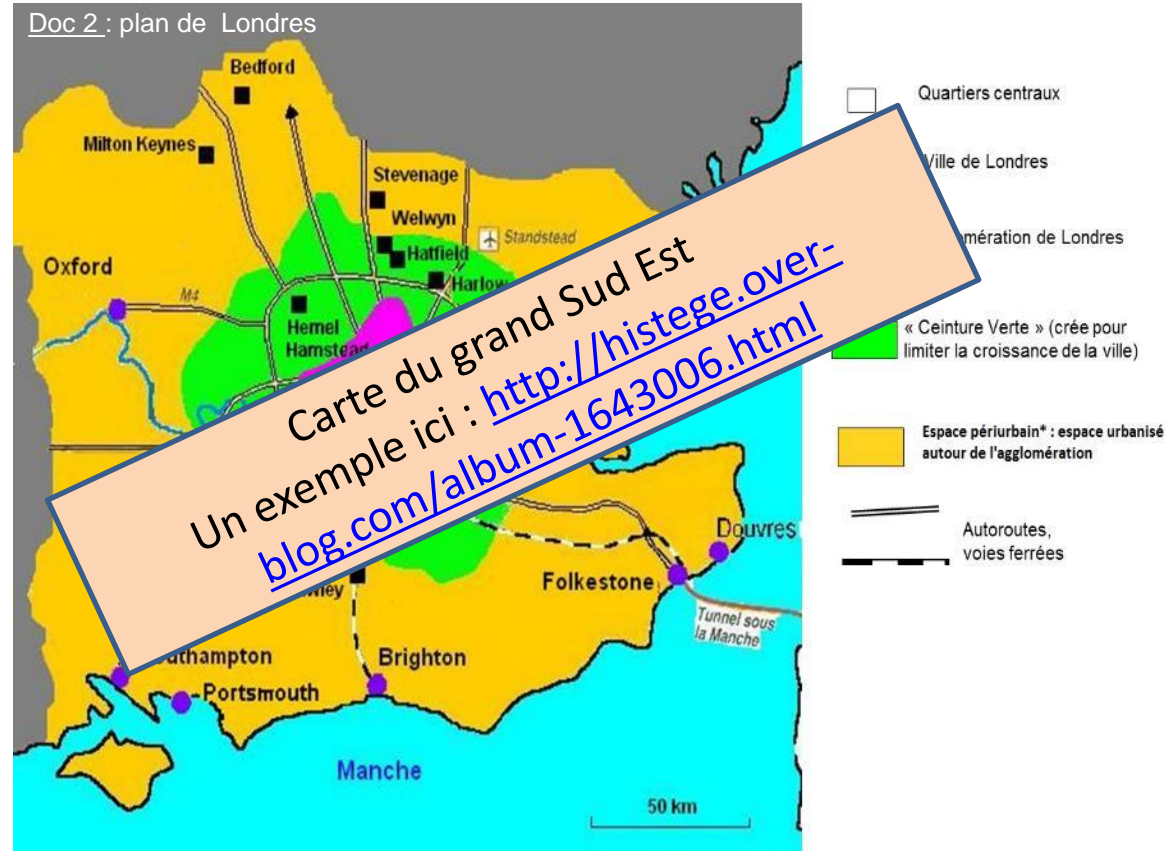 Doc 2 : plan de Londres
Bedford
Milton Keynes
Stevenage
Welwyn
Hatfield
Standstead
Harlow
Oxford
M4
Hemel
Hamstead
Carte du grand Sud Est
Un exemple ici : http://histege.over-
blog.com/album-1643006.html
Douvres
Folkestone
Tunnel sous
la Manche
Brighton
Portsmouth
Manche
50 km
Quartiers centraux
Ville de Londres
de Londres
« Ceinture Verte » (crée pour
limiter la croissance de la ville)
Espace périurbain* : espace urbanisé
autour de l'agglomération
Autoroutes,
voies ferrées